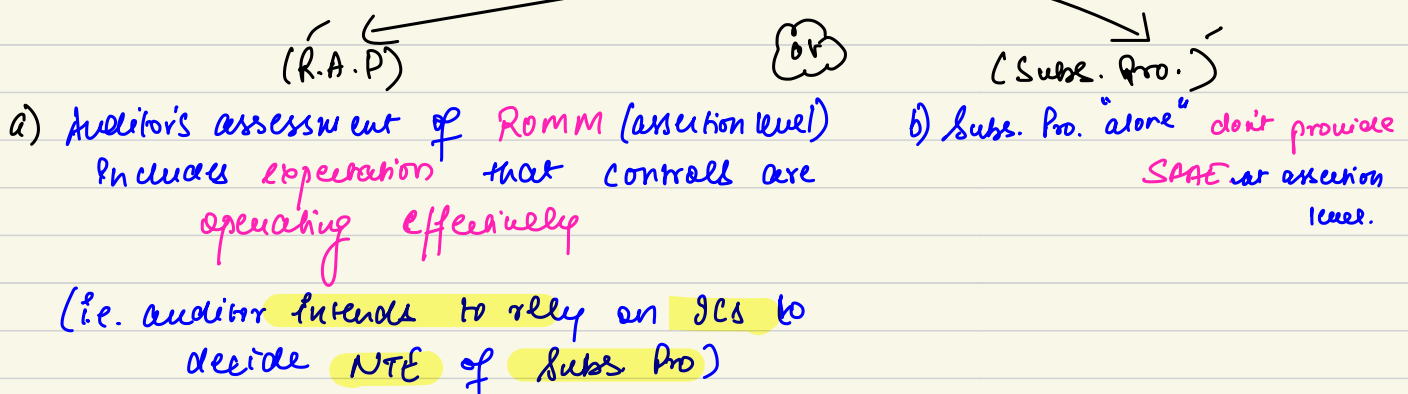 (R.A.P)
or
(Subs. Pro.)
a) Auditor's assessment of ROMM (assertion level)
includes expectation that controls are
operating effectively
(i.e. auditor intends to rely on ICs to
decide NTE of Subs Pro)
b) Subs. Pro. "alone" don't provide
SAAE at assertion
level.